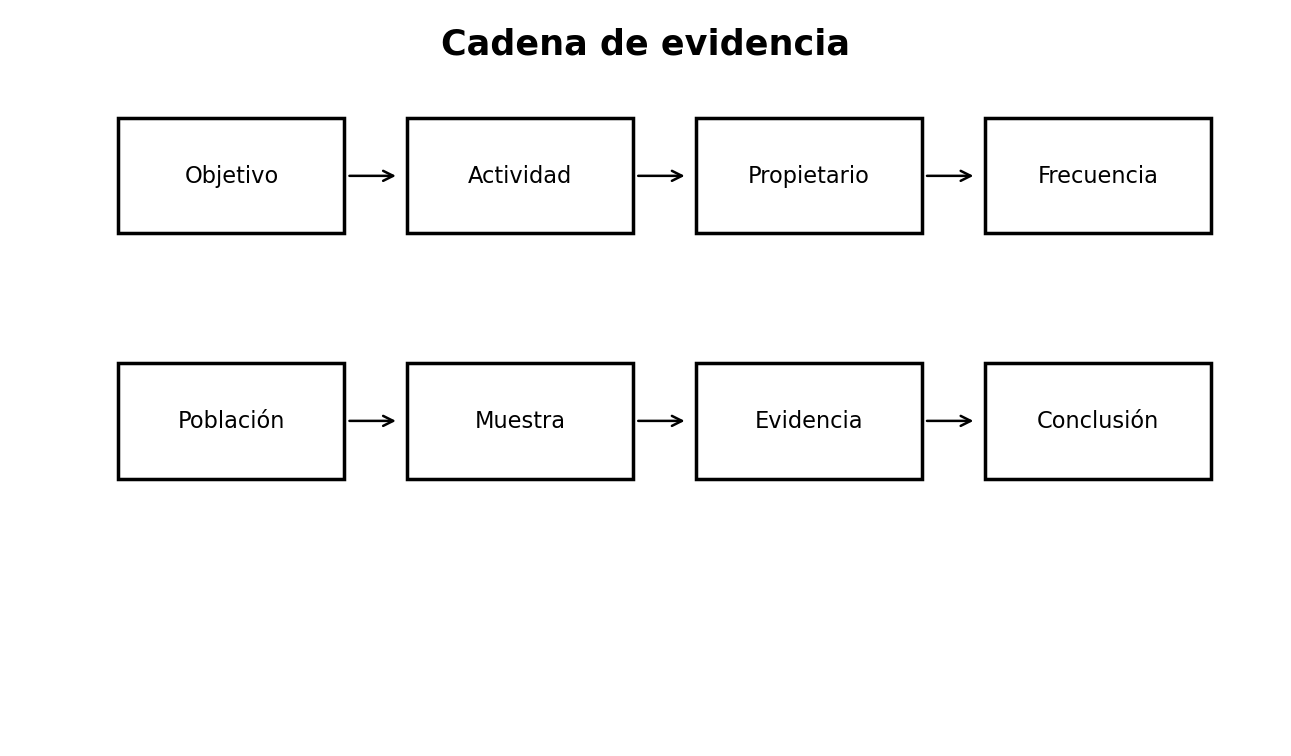 Cadena de evidencia
Objetivo
Actividad
Propietario
Frecuencia
Población
Muestra
Evidencia
Conclusión